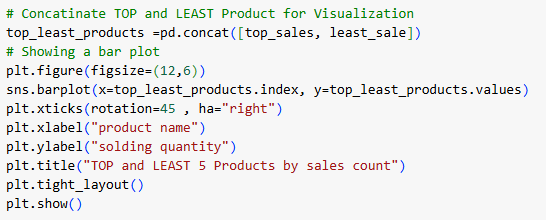 # Concatinate TOP and LEAST Product for Visualization
top_least_products =pd.concat([top_sales, least_sale])
# Showing a bar plot
plt.figure(figsize=(12,6))
sns.barplot(x=top_least_products.index, y=top_least_products.values)
plt.xticks(rotation=45 , ha="right")
plt.xlabel("product name")
plt.ylabel("solding quantity")
plt.title("TOP and LEAST 5 Products by sales count")
plt.tight_layout()
plt.show()